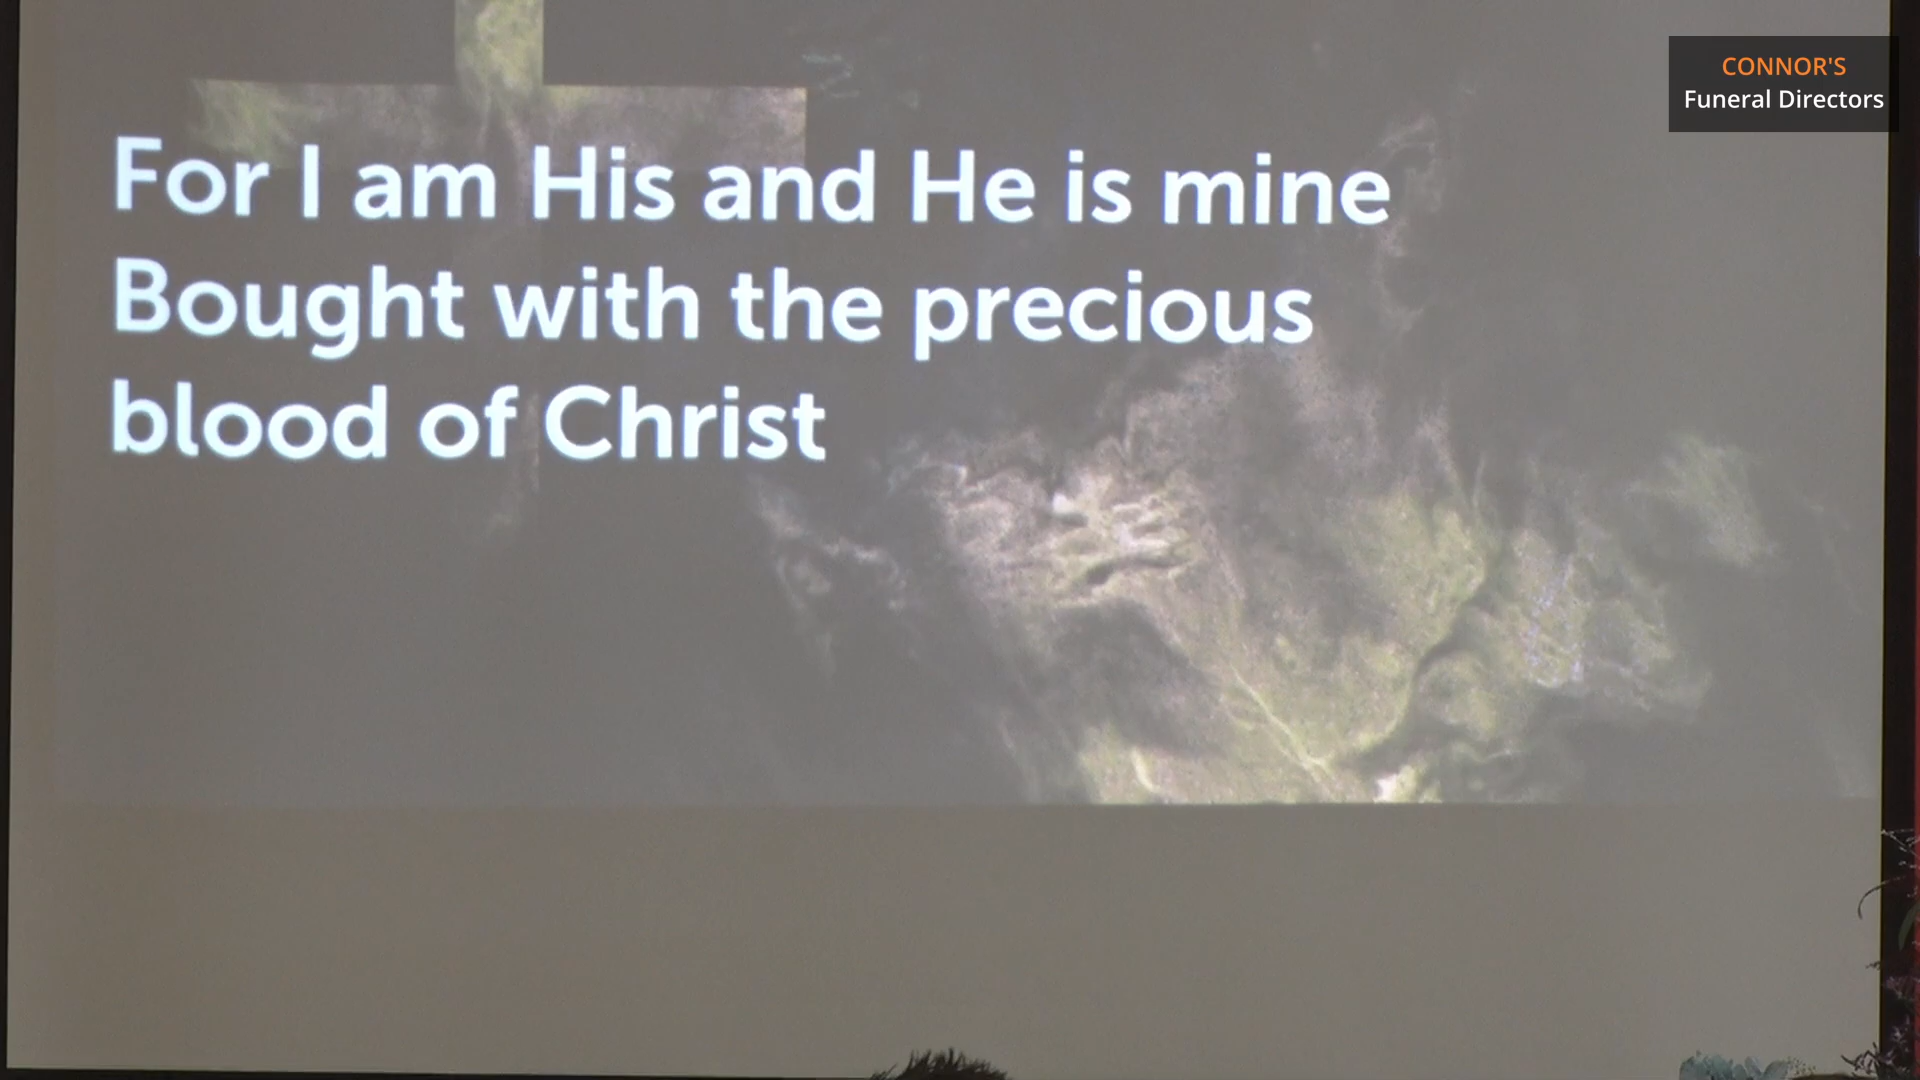 CONNOR'S
Funeral Directors
For I am His and He is mine
Bought with the precious
blood of Christ